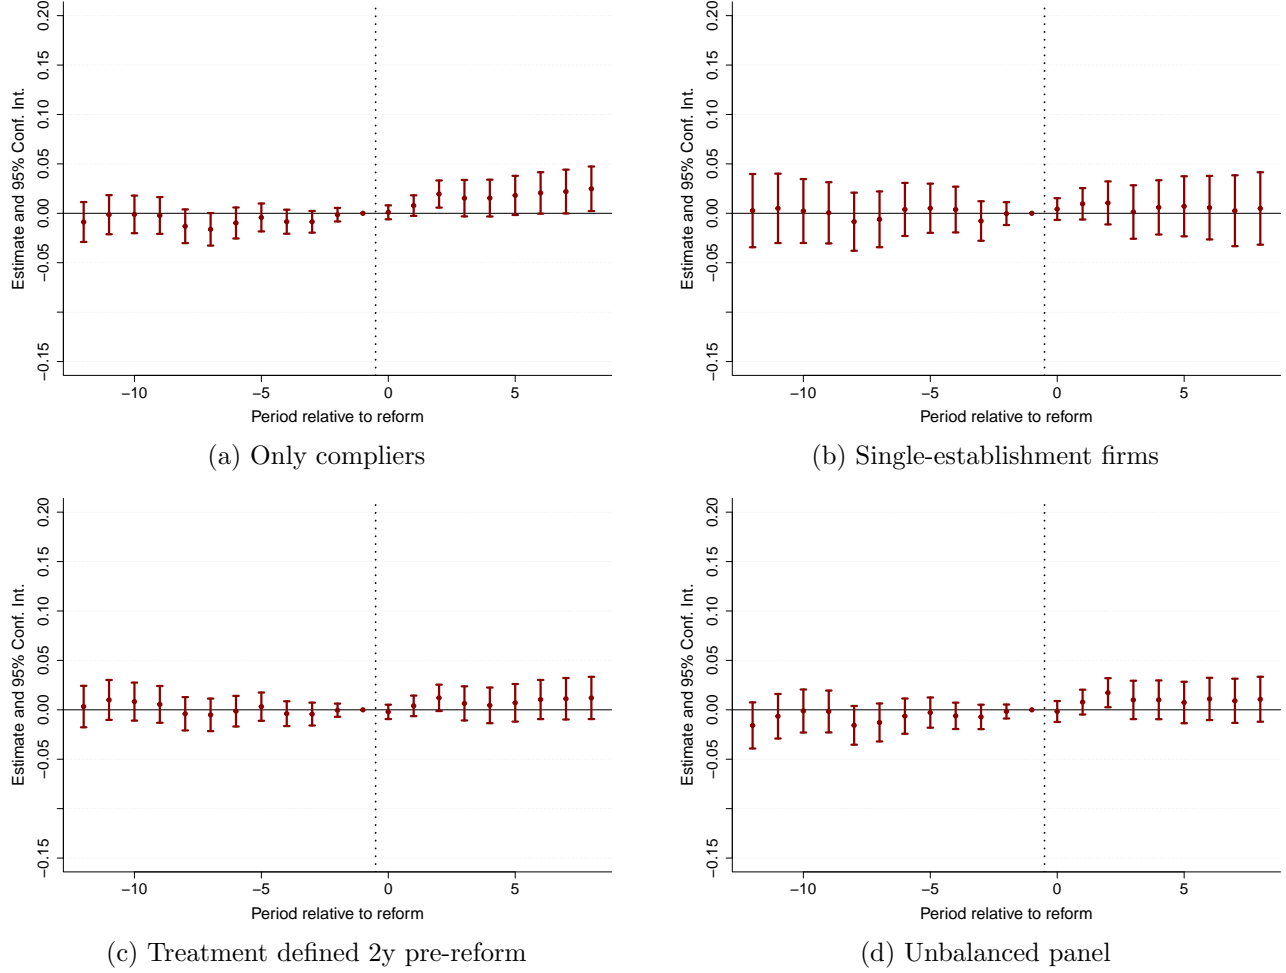 0.20
0.15
0.10
0.05
0.00
−0.05
−0.15
Estimate and 95% Conf. Int.
−10 −5 0 5
Period relative to reform
(a) Only compliers
0.20
0.15
0.10
0.05
0.00
−0.05
−0.15
Estimate and 95% Conf. Int.
−10 −5 0 5
Period relative to reform
(b) Single-establishment firms
0.20
0.15
0.10
0.05
0.00
−0.05
−0.15
Estimate and 95% Conf. Int.
−10 −5 0 5
Period relative to reform
(c) Treatment defined 2y pre-reform
0.20
0.15
0.10
0.05
0.00
−0.05
−0.15
Estimate and 95% Conf. Int.
−10 −5 0 5
Period relative to reform
(d) Unbalanced panel